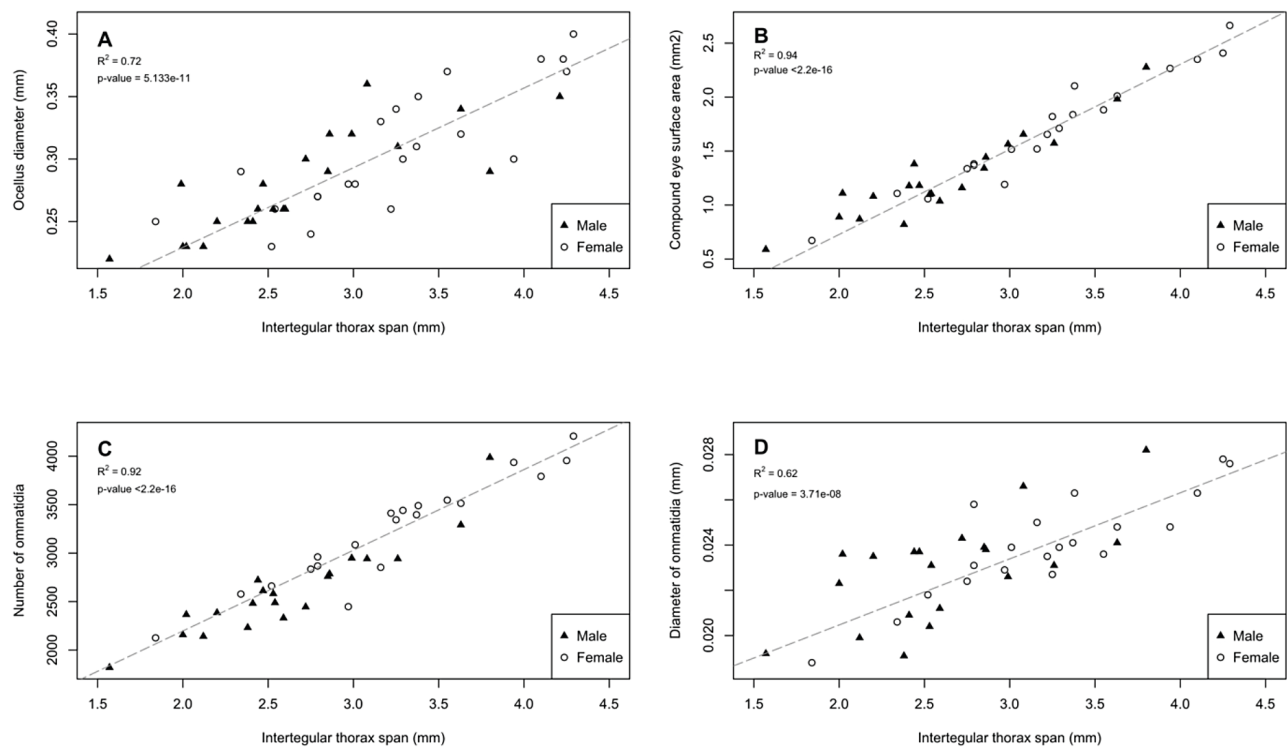 A
R2 = 0.72
p-value = 5.133e-11
Ocellus diameter (mm)
0.40
0.35
0.30
0.25
Male
Female
1.5 2.0 2.5 3.0 3.5 4.0 4.5
Intertegular thorax span (mm)
B
R2 = 0.94
p-value <2.2e-16
Compound eye surface area (mm2)
2.5
2.0
1.5
1.0
0.5
Male
Female
1.5 2.0 2.5 3.0 3.5 4.0 4.5
Intertegular thorax span (mm)
C
R2 = 0.92
p-value <2.2e-16
Number of ommatidia
4000
3500
3000
2500
2000
Male
Female
1.5 2.0 2.5 3.0 3.5 4.0 4.5
Intertegular thorax span (mm)
D
R2 = 0.62
p-value = 3.71e-08
Diameter of ommatidia (mm)
0.028
0.024
0.020
Male
Female
1.5 2.0 2.5 3.0 3.5 4.0 4.5
Intertegular thorax span (mm)